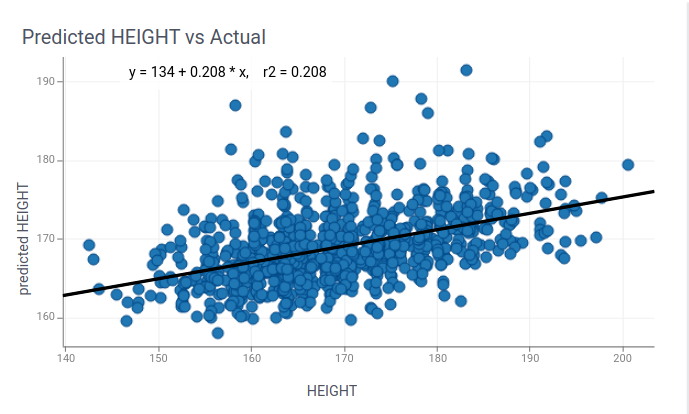 Predicted HEIGHT vs Actual
y = 134 + 0.208 * x,   r2 = 0.208
190
180
170
160
predicted HEIGHT
140 150 160 170 180 190 200
HEIGHT